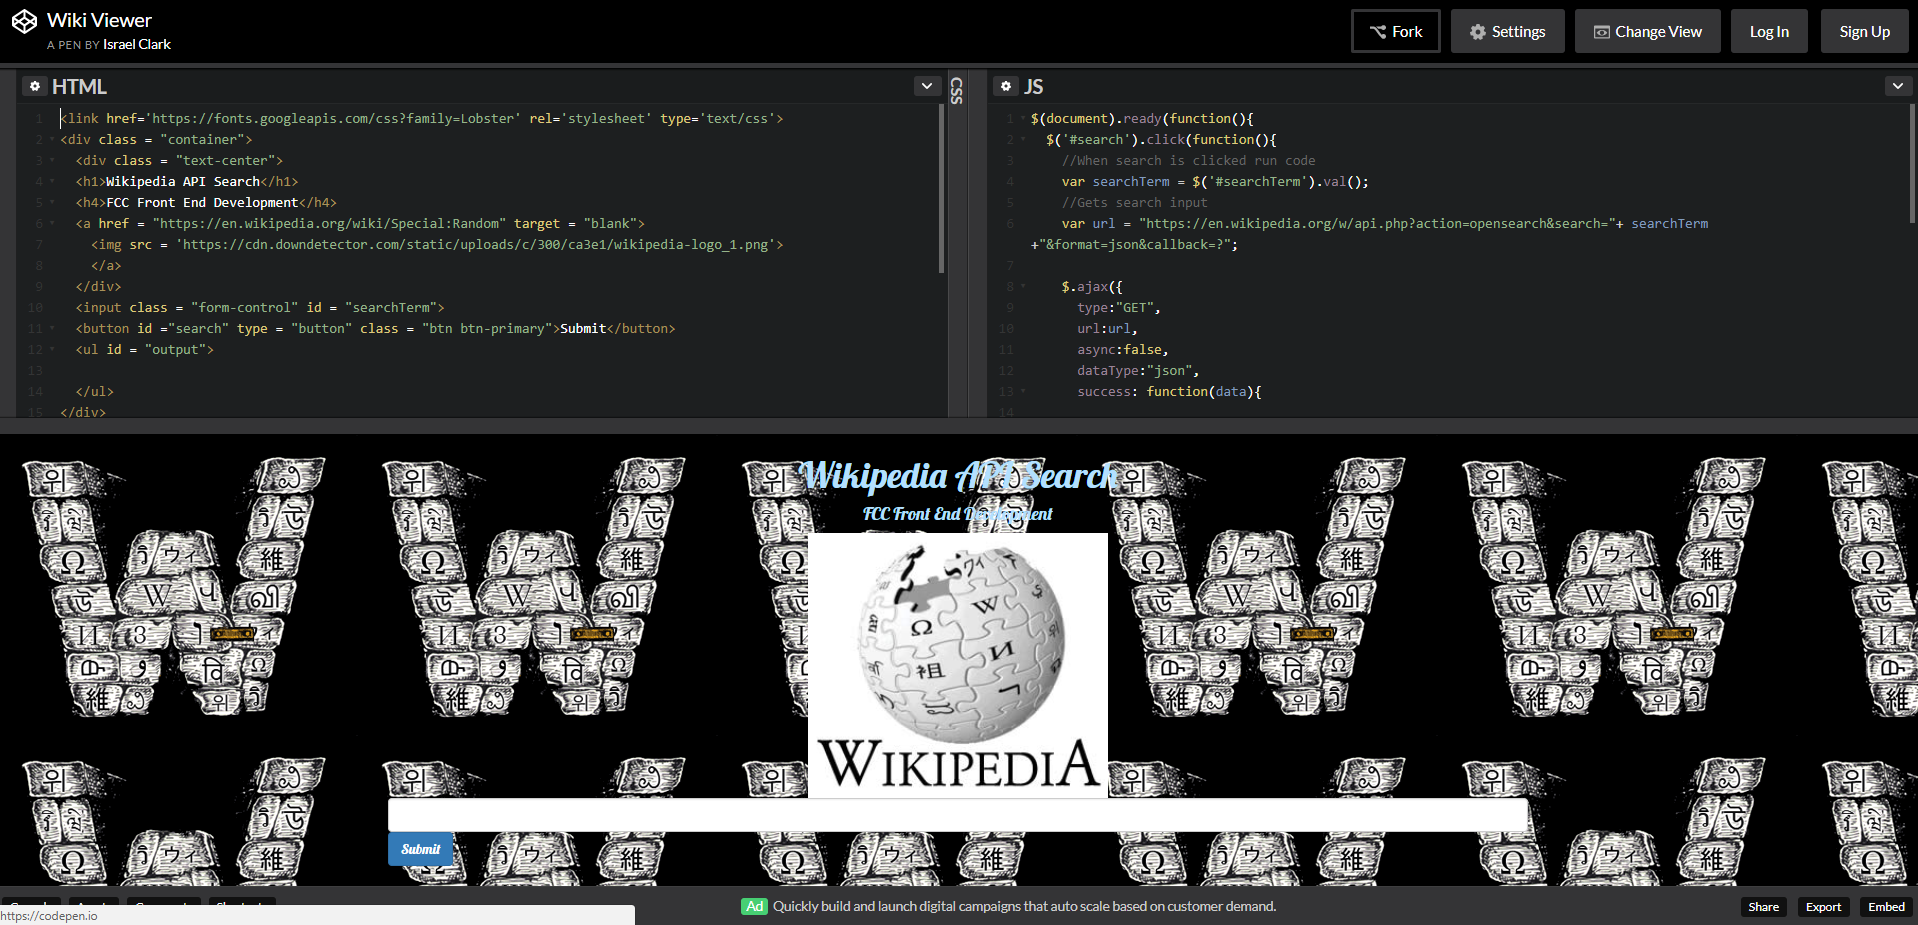 Wiki Viewer
A PEN BY Israel Clark
Fork
Settings
Change View
Log In
Sign Up
HTML
1 <link href='https://fonts.googleapis.com/css?family=Lobster' rel='stylesheet' type='text/css'>
2 <div class = "container">
3 <div class = "text-center">
4 <h1>Wikipedia API Search</h1>
5 <h4>FCC Front End Development</h4>
6 <a href = "https://en.wikipedia.org/wiki/Special:Random" target = "blank">
7 <img src = 'https://cdn.downdetector.com/static/uploads/c/300/ca3e1/wikipedia-logo_1.png'>
8 </a>
9 </div>
10 <input class = "form-control" id = "searchTerm">
11 <button id ="search" type = "button" class = "btn btn-primary">Submit</button>
12 <ul id = "output">
13
14 </ul>
15 </div>
CSS
JS
1 $(document).ready(function(){
2 $('#search').click(function(){
3 //When search is clicked run code
4 var searchTerm = $('#searchTerm').val();
5 //Gets search input
6 var url = "https://en.wikipedia.org/w/api.php?action=opensearch&search="+ searchTerm
+"&format=json&callback=?";
7
8 $.ajax({
9 type:"GET",
10 url:url,
11 async:false,
12 dataType:"json",
13 success: function(data){
14
Wikipedia API Search
FCC Front End Development
WIKIPEDIA
Submit
https://codepen.io
Ad Quickly build and launch digital campaigns that auto scale based on customer demand.
Share
Export
Embed